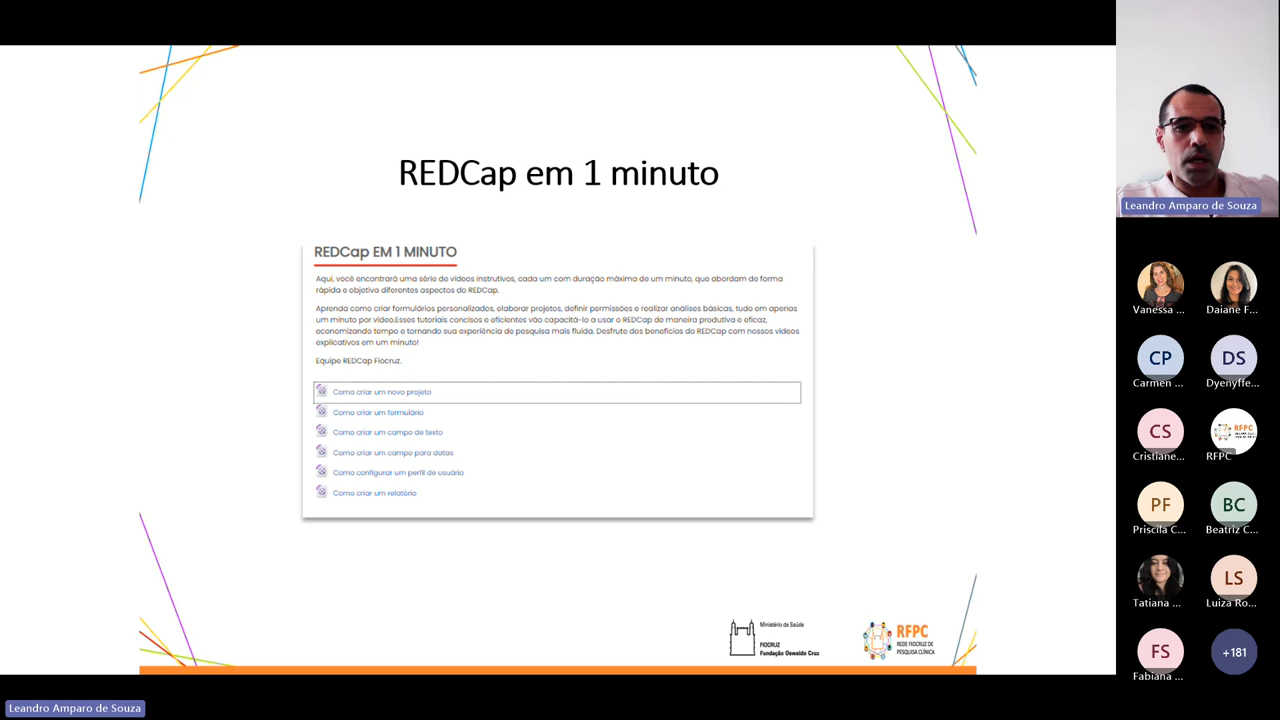 REDCap em 1 minuto
REDCap EM 1 MINUTO
Aqui, você encontrará uma série de vídeos instrutivos, cada um com duração máxima de um minuto, que abordam de forma
rápida e objetiva diferentes aspectos do REDCap.
Aprenda como criar formulários personalizados, elaborar projetos, definir permissões e realizar análises básicas, tudo em apenas
um minuto por vídeo.Esses tutoriais concisos e eficientes vão capacitá-lo a usar o REDCap de maneira produtiva e eficaz,
economizando tempo e tornando sua experiência de pesquisa mais fluida. Desfrute dos benefícios do REDCap com nossos vídeos
explicativos em um minuto!
Equipe REDCap Fiocruz.
Como criar um novo projeto
Como criar um formulário
Como criar um campo de texto
Como criar um campo para datas
Como configurar um perfil de usuário
Como criar um relatório
Ministério da Saúde
FIOCRUZ
Fundação Oswaldo Cruz
RFPC
REDE FIOCRUZ DE
PESQUISA CLÍNICA
Leandro Amparo de Souza
Vanessa ...
Daiane F...
CP
Carmen ...
DS
Dyenyffe...
CS
Cristiane...
RFPC
RFPC
PF
Priscila C...
BC
Beatriz C...
Tatiana ...
LS
Luiza Ro...
FS
Fabiana ...
+181
Leandro Amparo de Souza